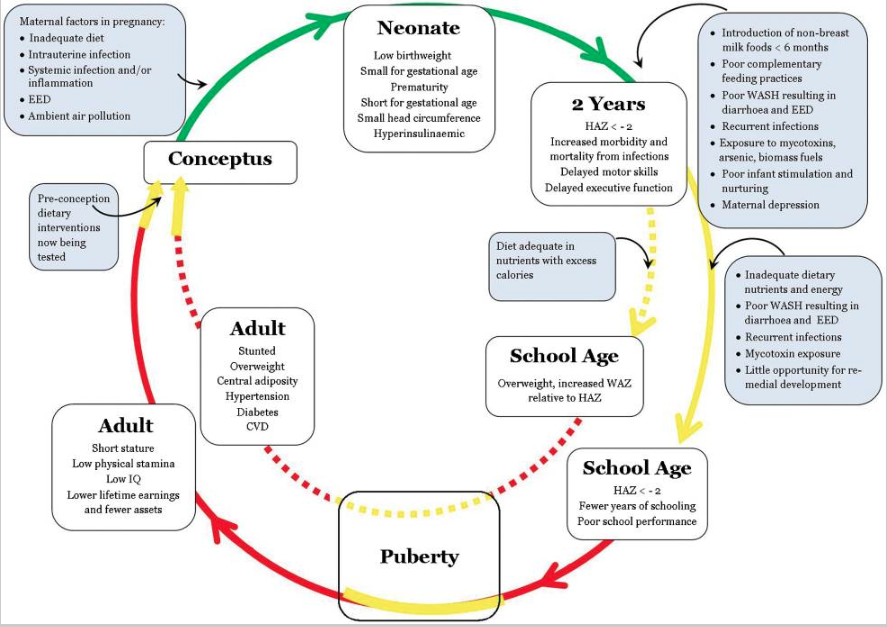 Maternal factors in pregnancy:
• Inadequate diet
• Intrauterine infection
• Systemic infection and/or
inflammation
• EED
• Ambient air pollution
Neonate
Low birthweight
Small for gestational age
Prematurity
Short for gestational age
Small head circumference
Hyperinsulinaemic
2 Years
HAZ < - 2
Increased morbidity and
mortality from infections
Delayed motor skills
Delayed executive function
• Introduction of non-breast
milk foods < 6 months
• Poor complementary
feeding practices
• Poor WASH resulting in
diarrhoea and EED
• Recurrent infections
• Exposure to mycotoxins,
arsenic, biomass fuels
• Poor infant stimulation and
nurturing
• Maternal depression
Conceptus
Pre-conception
dietary
interventions
now being
tested
Diet adequate in
nutrients with excess
calories
• Inadequate dietary
nutrients and energy
• Poor WASH resulting in
diarrhoea and EED
• Recurrent infections
• Mycotoxin exposure
• Little opportunity for re-
medial development
Adult
Stunted
Overweight
Central adiposity
Hypertension
Diabetes
CVD
School Age
Overweight, increased WAZ
relative to HAZ
Adult
Short stature
Low physical stamina
Low IQ
Lower lifetime earnings
and fewer assets
School Age
HAZ < - 2
Fewer years of schooling
Poor school performance
Puberty